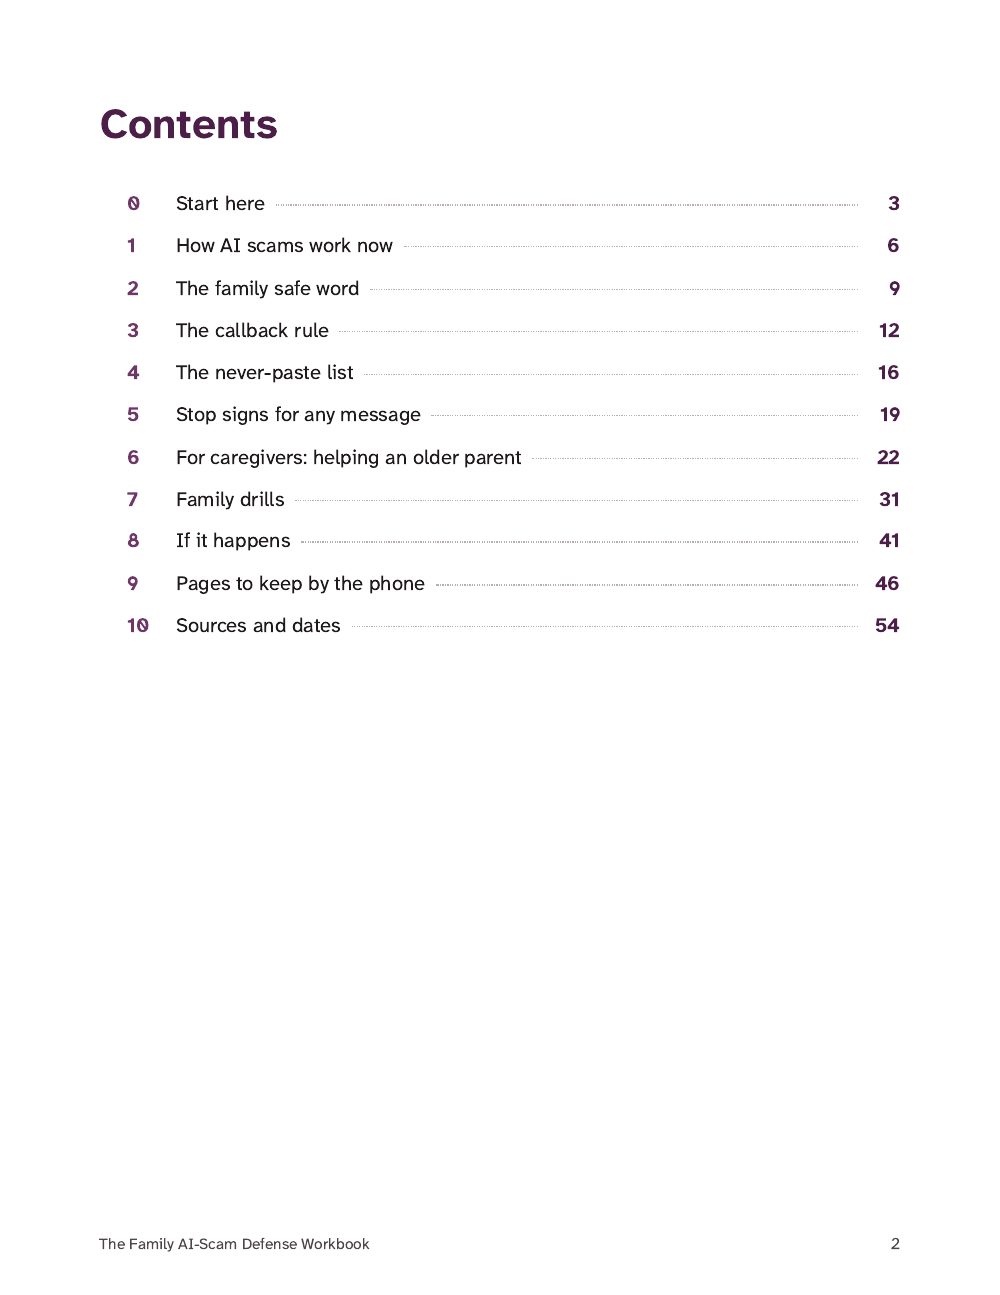 Contents
0 Start here 3
1 How AI scams work now 6
2 The family safe word 9
3 The callback rule 12
4 The never-paste list 16
5 Stop signs for any message 19
6 For caregivers: helping an older parent 22
7 Family drills 31
8 If it happens 41
9 Pages to keep by the phone 46
10 Sources and dates 54
The Family AI-Scam Defense Workbook 2